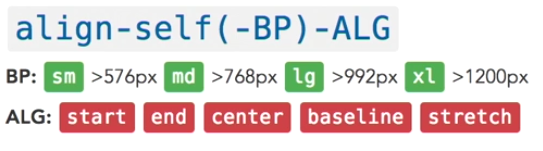 align-self(-BP)-ALG
BP: sm >576px md >768px lg >992px xl >1200px
ALG: start end center baseline stretch